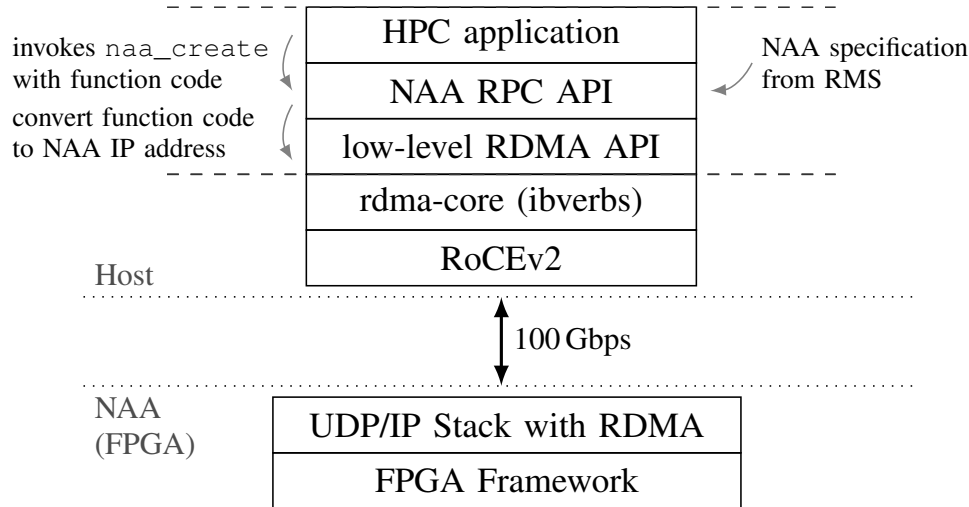 HPC application
invokes naa_create
with function code
NAA specification
from RMS
NAA RPC API
convert function code
to NAA IP address
low-level RDMA API
rdma-core (ibverbs)
RoCEv2
Host
100 Gbps
NAA
(FPGA)
UDP/IP Stack with RDMA
FPGA Framework